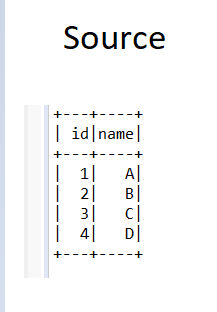 Source
+---+----+
| id|name|
+---+----+
|  1|   A|
|  2|   B|
|  3|   C|
|  4|   D|
+---+----+